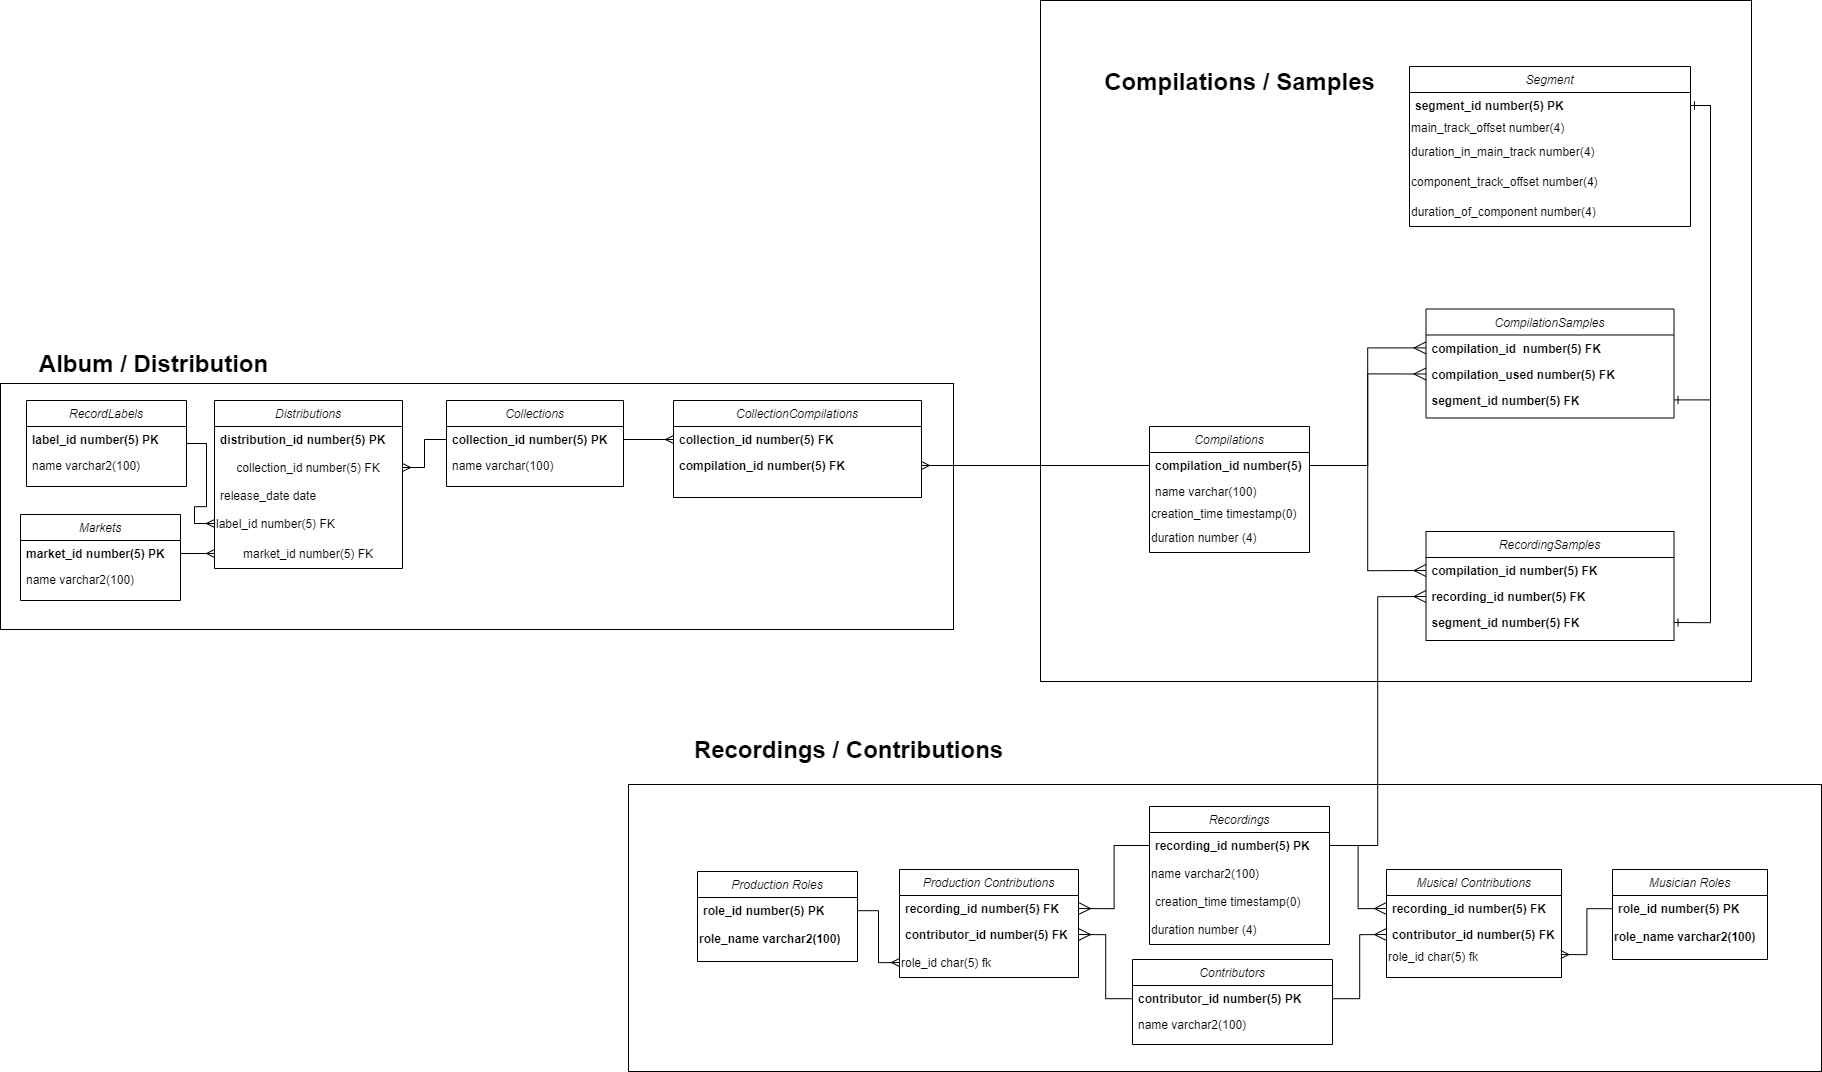 Compilations / Samples
Segment
segment_id number(5) PK
main_track_offset number(4)
duration_in_main_track number(4)
component_track_offset number(4)
duration_of_component number(4)
CompilationSamples
compilation_id  number(5) FK
compilation_used number(5) FK
segment_id number(5) FK
Compilations
compilation_id number(5)
name varchar(100)
creation_time timestamp(0)
duration number (4)
RecordingSamples
compilation_id number(5) FK
recording_id number(5) FK
segment_id number(5) FK
Album / Distribution
RecordLabels
label_id number(5) PK
name varchar2(100)
Markets
market_id number(5) PK
name varchar2(100)
Distributions
distribution_id number(5) PK
collection_id number(5) FK
release_date date
label_id number(5) FK
market_id number(5) FK
Collections
collection_id number(5) PK
name varchar(100)
CollectionCompilations
collection_id number(5) FK
compilation_id number(5) FK
Recordings / Contributions
Production Roles
role_id number(5) PK
role_name varchar2(100)
Production Contributions
recording_id number(5) FK
contributor_id number(5) FK
role_id char(5) fk
Recordings
recording_id number(5) PK
name varchar2(100)
creation_time timestamp(0)
duration number (4)
Contributors
contributor_id number(5) PK
name varchar2(100)
Musical Contributions
recording_id number(5) FK
contributor_id number(5) FK
role_id char(5) fk
Musician Roles
role_id number(5) PK
role_name varchar2(100)